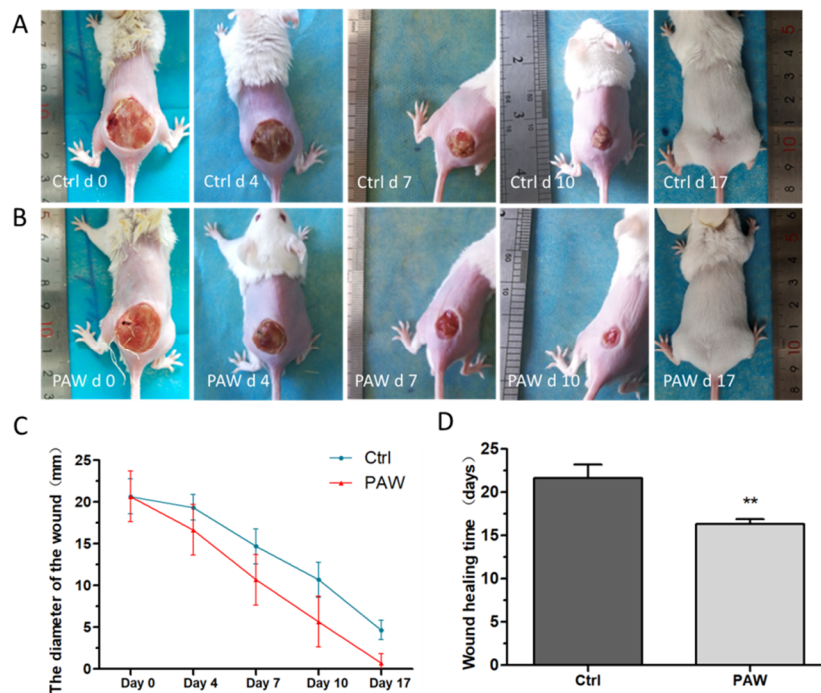 A
Ctrl d 0
Ctrl d 4
Ctrl d 7
Ctrl d 10
Ctrl d 17
B
PAW d 0
PAW d 4
PAW d 7
PAW d 10
PAW d 17
C
The diameter of the wound（mm）
25
20
15
10
5
0
Day 0 Day 4 Day 7 Day 10 Day 17
Ctrl
PAW
D
Wound healing time （days）
25
22
20
15
10
5
0
**
Ctrl PAW